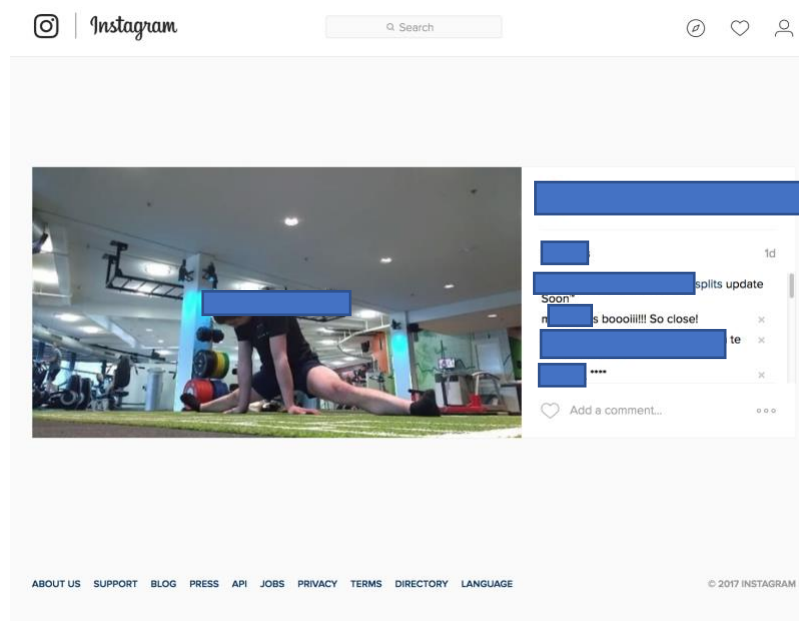 Instagram
Search
1d
splits update
Soon"
s boooiii!!! So close!
te
****
Add a comment...
ABOUT US SUPPORT BLOG PRESS API JOBS PRIVACY TERMS DIRECTORY LANGUAGE
© 2017 INSTAGRAM